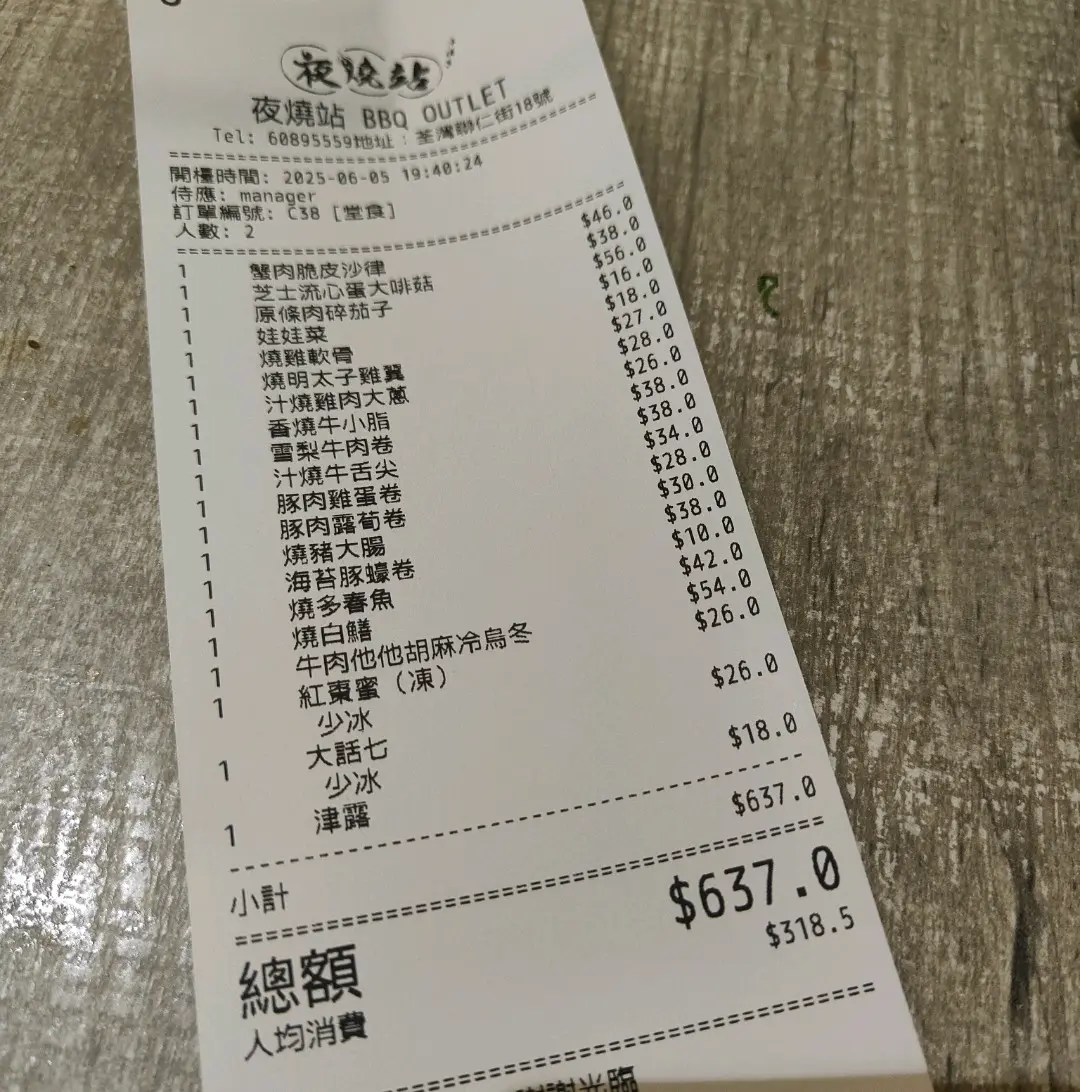 夜燒站
夜燒站 BBQ OUTLET
Tel: 60895559地址：荃灣聯仁街18號
開檯時間: 2025-06-05 19:40:24
侍應: manager
訂單編號: C38 [堂食]
人數: 2
1 蟹肉脆皮沙律 $46.0
1 芝士流心蛋大啡菇 $38.0
1 原條肉碎茄子 $56.0
1 娃娃菜 $16.0
1 燒雞軟骨 $18.0
1 燒明太子雞翼 $27.0
1 汁燒雞肉大蔥 $28.0
1 香燒牛小脂 $26.0
1 雪梨牛肉卷 $38.0
1 汁燒牛舌尖 $38.0
1 豚肉雞蛋卷 $34.0
1 豚肉露荀卷 $28.0
1 燒豬大腸 $30.0
1 海苔豚蠔卷 $38.0
1 燒多春魚 $10.0
1 燒白鱔 $42.0
1 牛肉他他胡麻冷烏冬 $54.0
1 紅棗蜜（凍） $26.0
少冰
1 大話七 $26.0
少冰
1 津露 $18.0
小計 $637.0
總額 $637.0
人均消費 $318.5
謝光臨